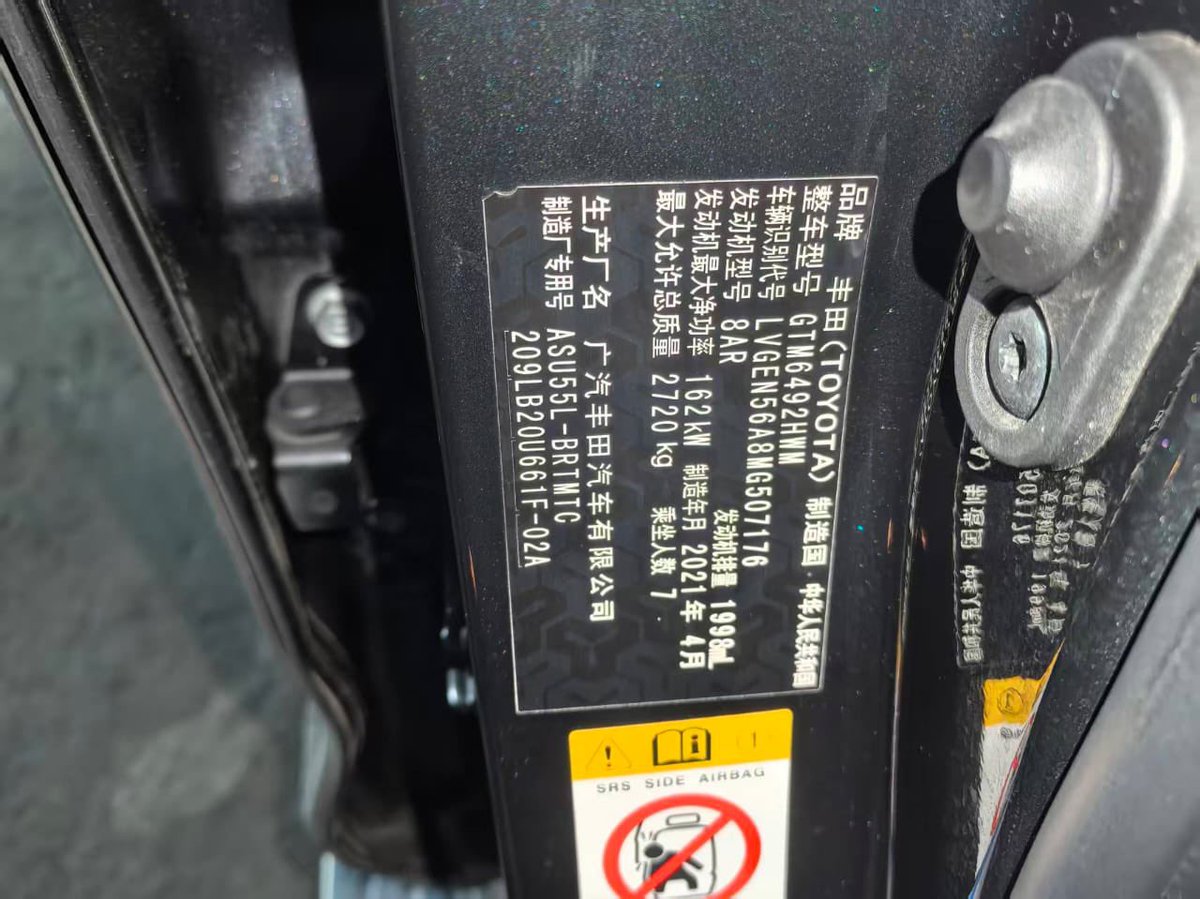 品牌 丰田(TOYOTA) 制造国 中华人民共和国
整车型号 GTM6492HWM
车辆识别代号 LVGEN56A8MG507176
发动机型号 8AR 发动机排量 1998mL
发动机最大净功率 162kW 制造年月 2021年 4月
最大允许总质量 2720kg 乘坐人数 7
生产厂名 广汽丰田汽车有限公司
制造厂专用号 ASU55L-BRTMTC
209LB20U661F-02A
SRS SIDE AIRBAG